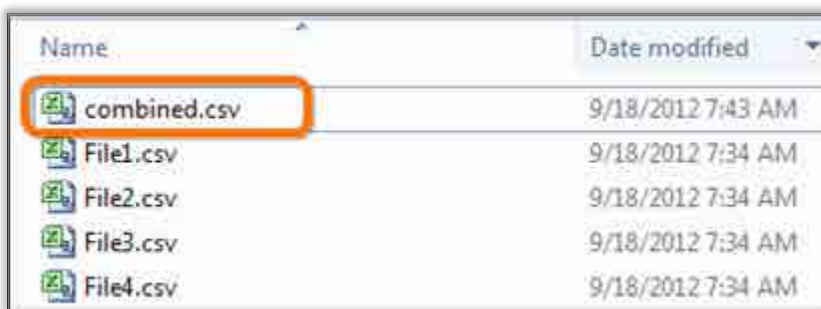 Name Date modified
combined.csv 9/18/2012 7:43 AM
File1.csv 9/18/2012 7:34 AM
File2.csv 9/18/2012 7:34 AM
File3.csv 9/18/2012 7:34 AM
File4.csv 9/18/2012 7:34 AM